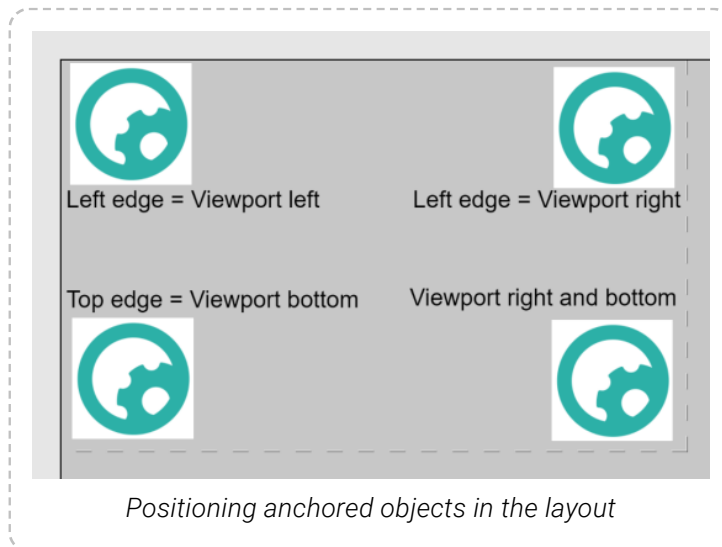 Left edge = Viewport left
Left edge = Viewport right
Top edge = Viewport bottom
Viewport right and bottom
Positioning anchored objects in the layout